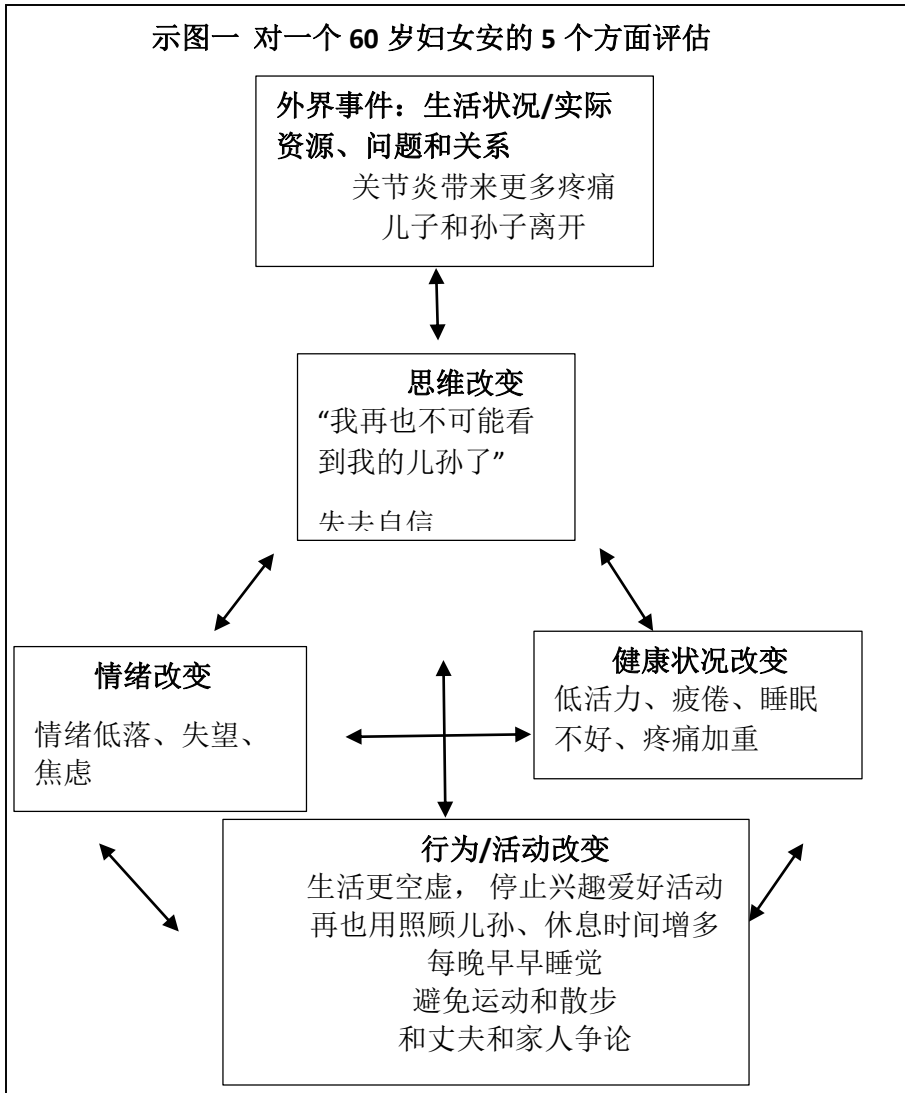 示图一 对一个 60 岁妇女安的 5 个方面评估
外界事件：生活状况/实际
资源、问题和关系
关节炎带来更多疼痛
儿子和孙子离开
思维改变
“我再也不可能看
到我的儿孙了”
失去自信
情绪改变
情绪低落、失望、
焦虑
健康状况改变
低活力、疲倦、睡眠
不好、疼痛加重
行为/活动改变
生活更空虚， 停止兴趣爱好活动
再也用照顾儿孙、休息时间增多
每晚早早睡觉
避免运动和散步
和丈夫和家人争论